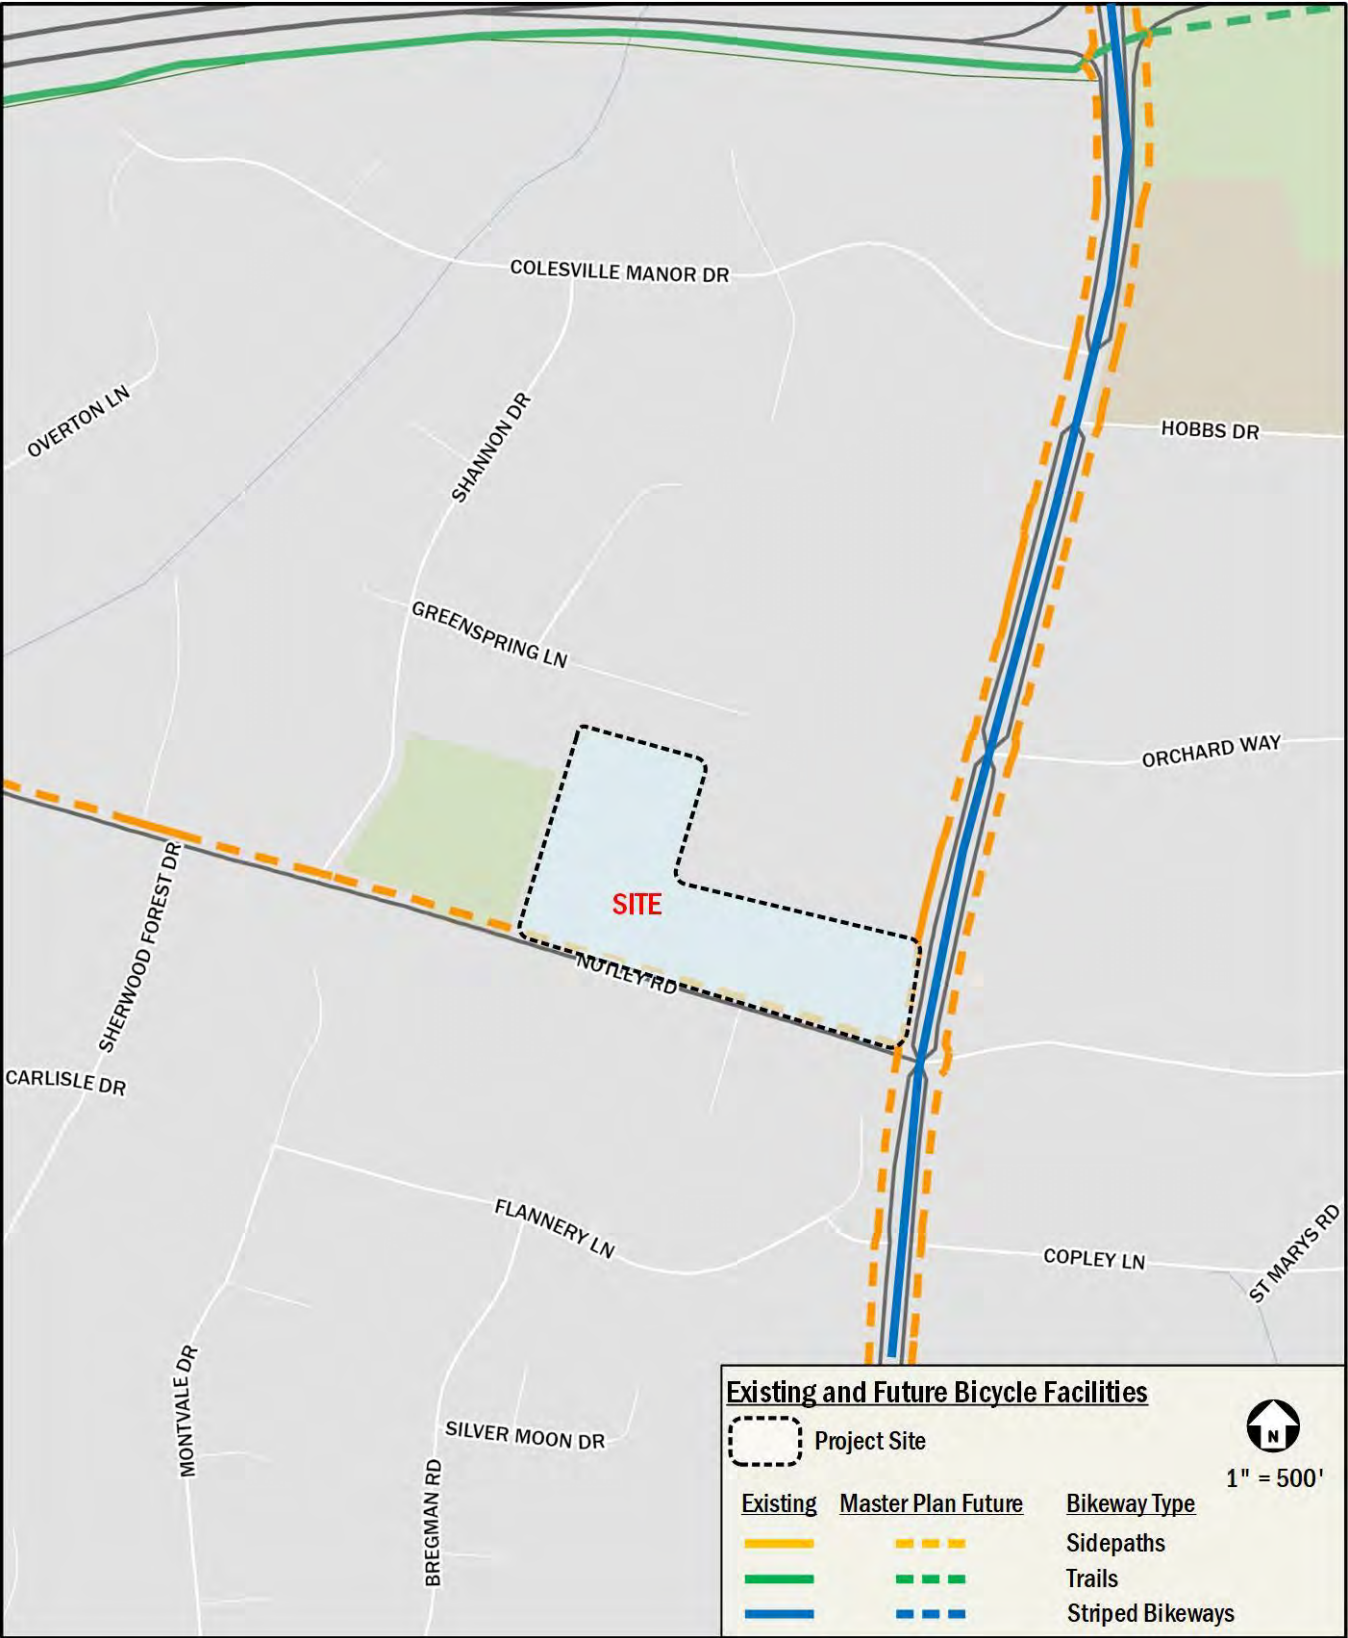 COLESVILLE MANOR DR
OVERTON LN
SHANNON DR
HOBBS DR
GREENSPRING LN
ORCHARD WAY
SITE
SHERWOOD FOREST DR
NOTLEY RD
CARLISLE DR
FLANNERY LN
COPLEY LN
ST MARYS RD
MONTVALE DR
SILVER MOON DR
BREGMAN RD
Existing and Future Bicycle Facilities
Project Site
N
1" = 500'
Existing Master Plan Future Bikeway Type
Sidepaths
Trails
Striped Bikeways